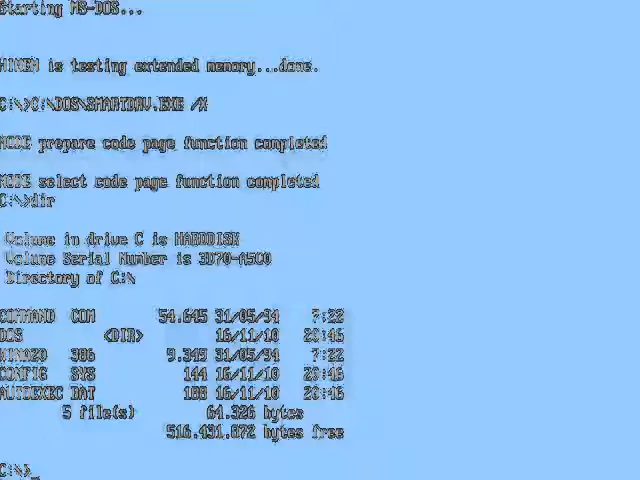 Starting MS-DOS...
HIMEM is testing extended memory...done.
C:\>C:\DOS\SMARTDRV.EXE /X
MODE prepare code page function completed
MODE select code page function completed
C:\>dir
Volume in drive C is HARDDISK
Volume Serial Number is 3D70-A5C0
Directory of C:\
COMMAND COM 54.645 31/05/94 7:22
DOS <DIR> 16/11/10 20:46
WINA20 386 9.349 31/05/94 7:22
CONFIG SYS 144 16/11/10 20:46
AUTOEXEC BAT 188 16/11/10 20:46
5 file(s) 64.326 bytes
516.431.872 bytes free
C:\>_